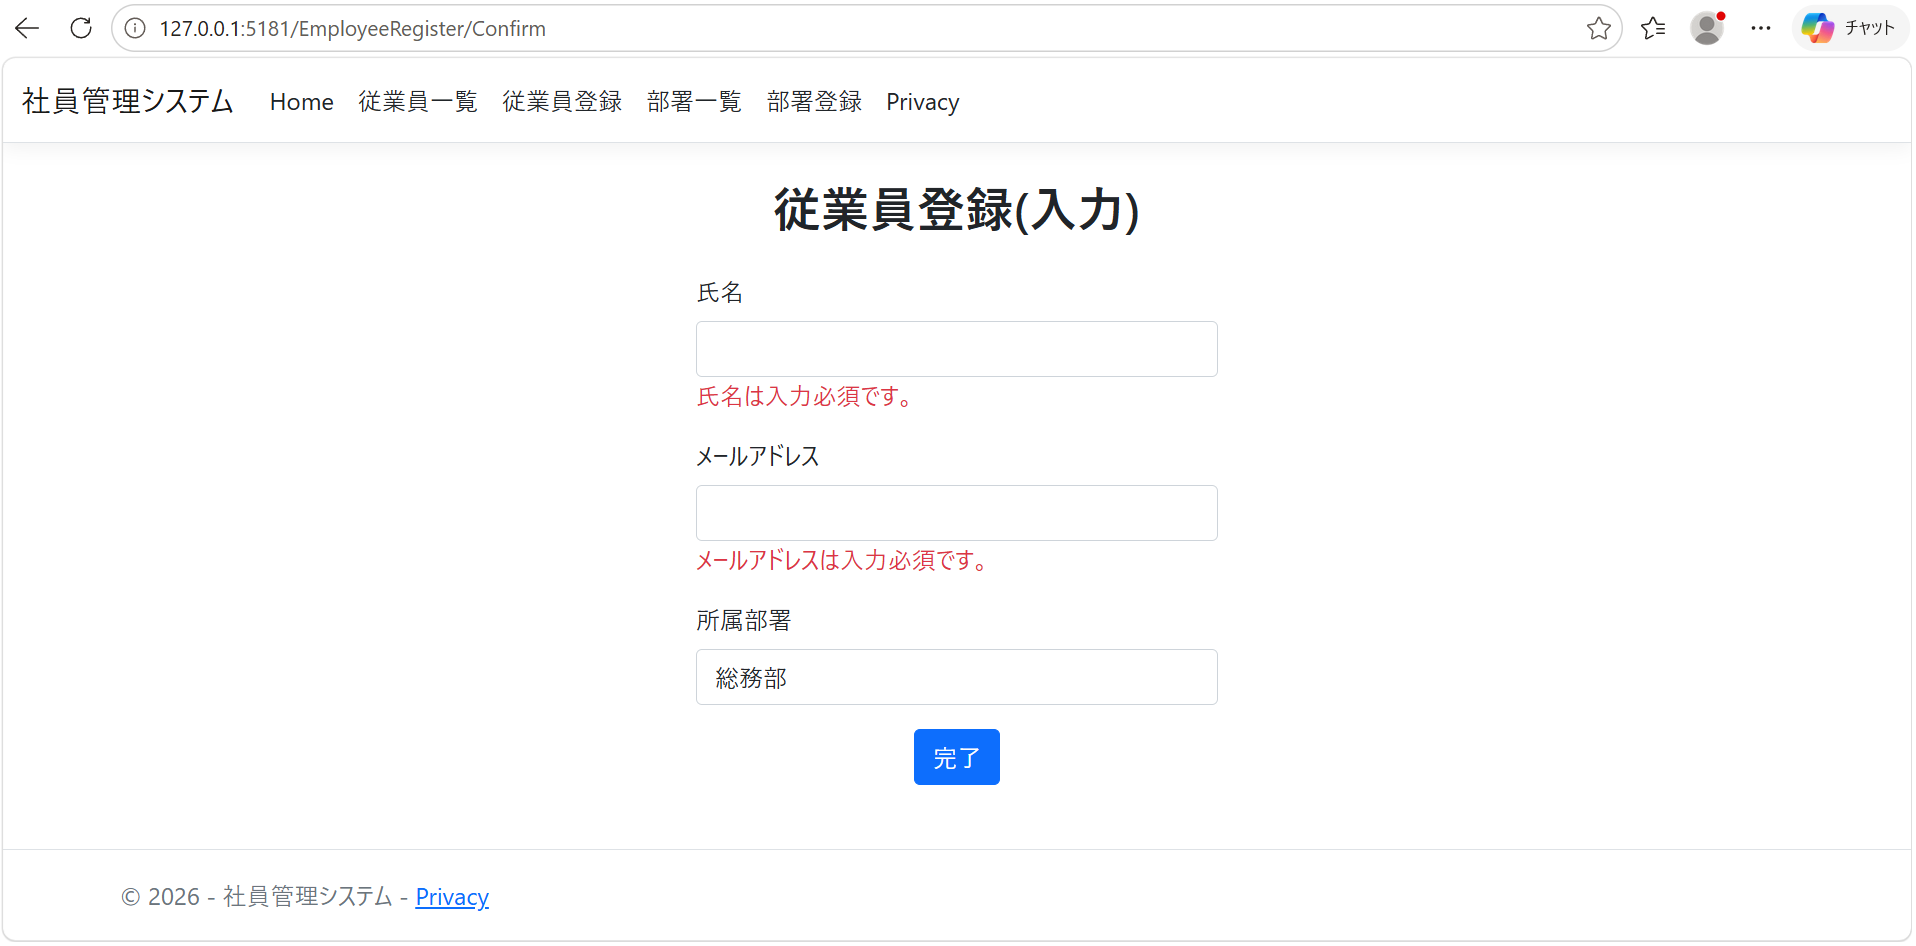 127.0.0.1:5181/EmployeeRegister/Confirm
チャット
社員管理システム Home 従業員一覧 従業員登録 部署一覧 部署登録 Privacy
従業員登録(入力)
氏名
氏名は入力必須です。
メールアドレス
メールアドレスは入力必須です。
所属部署
総務部
完了
© 2026 - 社員管理システム - Privacy